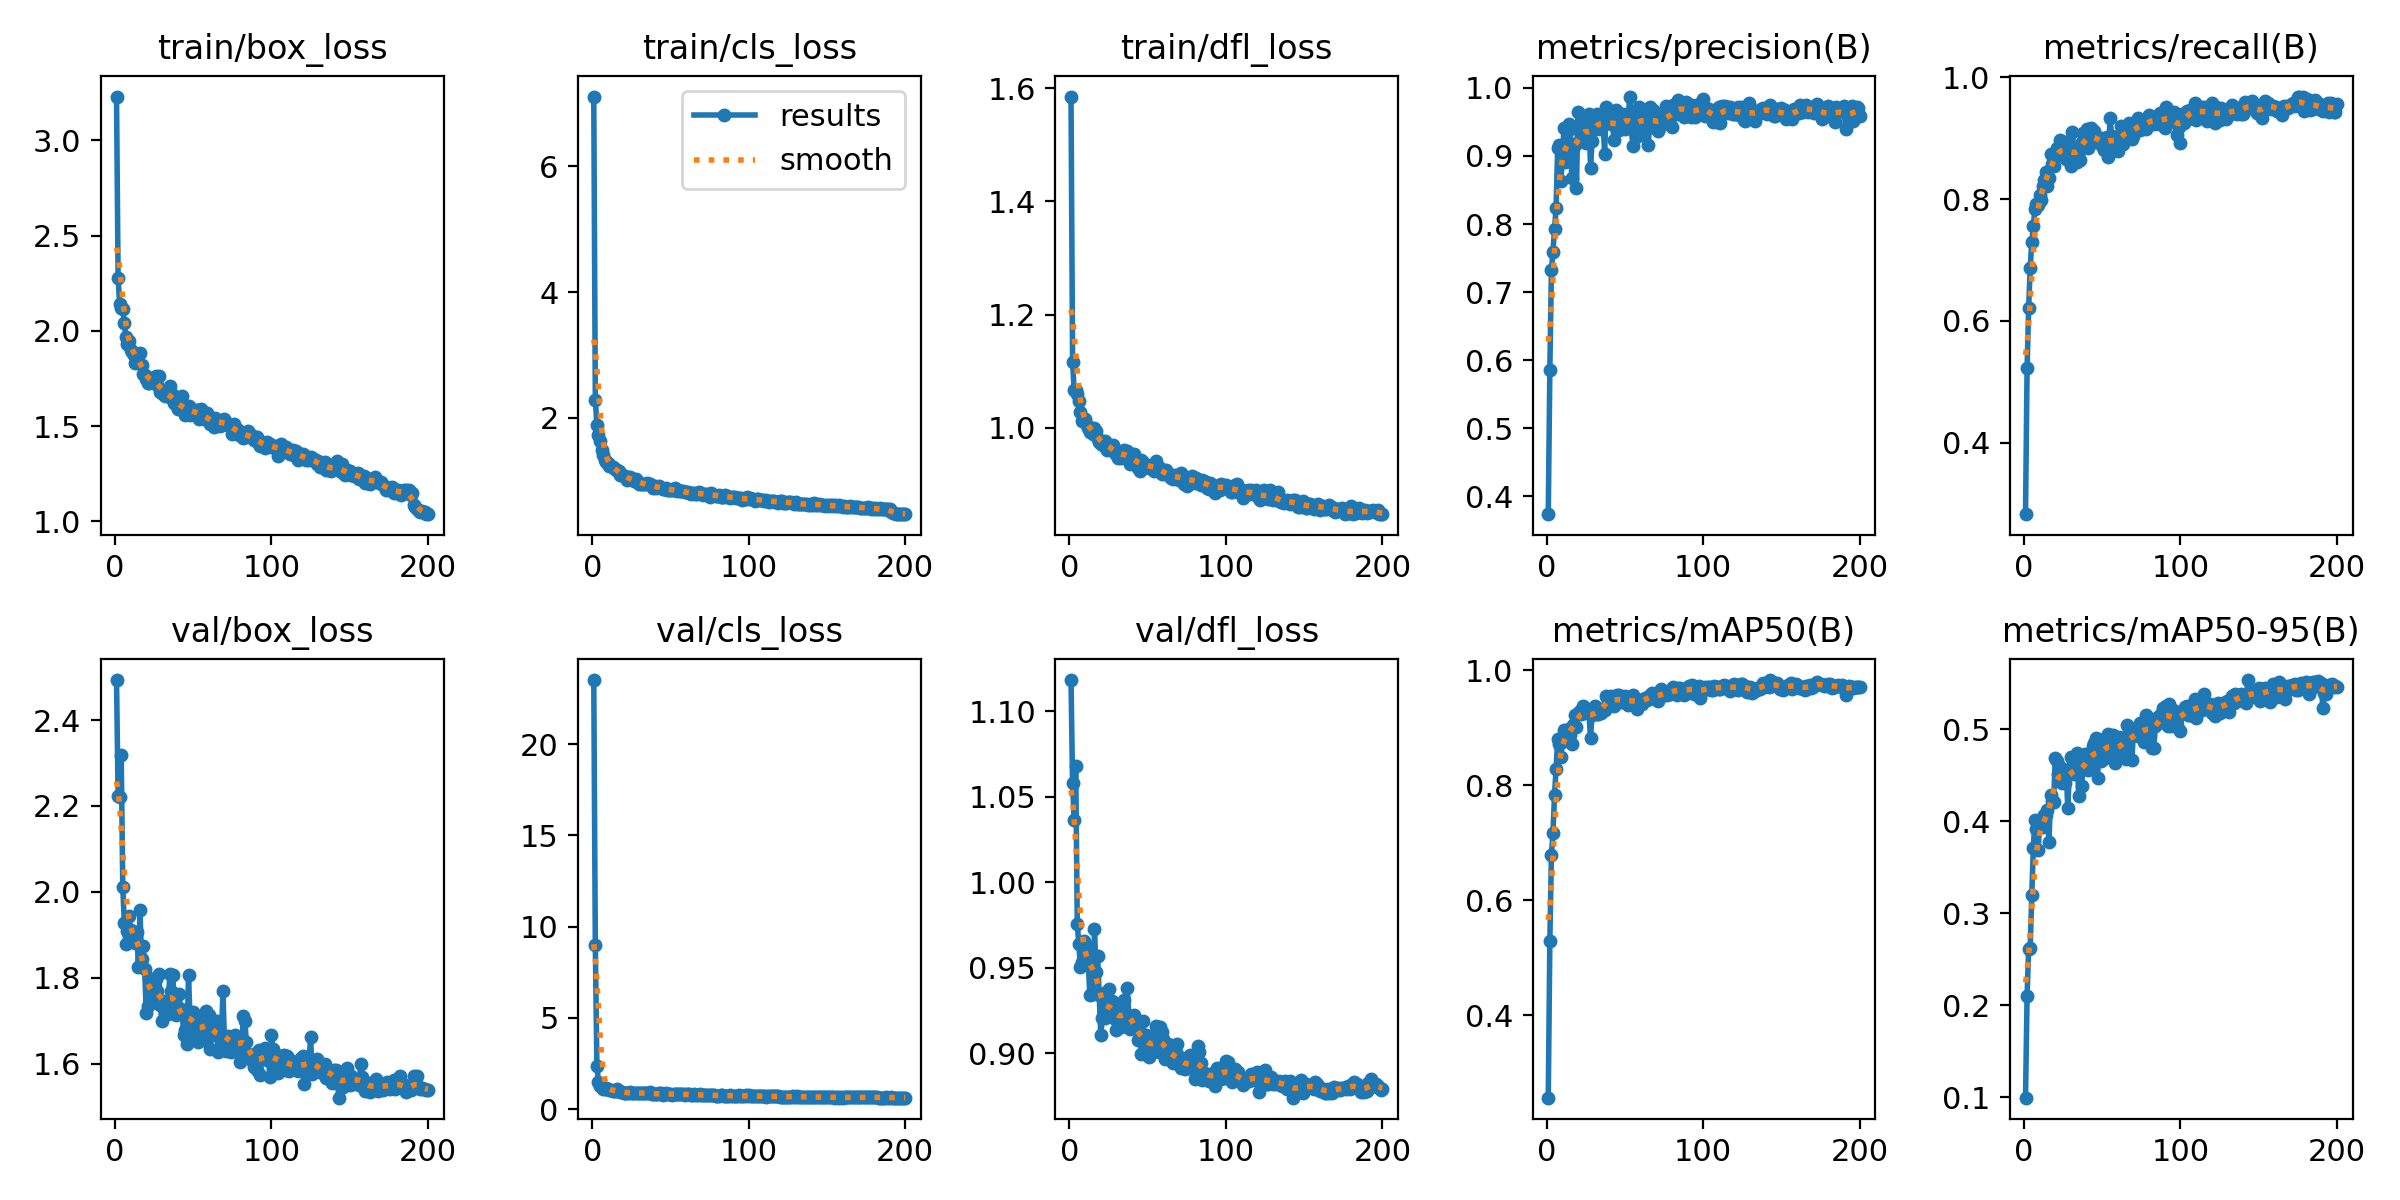 train/box_loss
3.0
2.5
2.0
1.5
1.0
0 100 200
train/cls_loss
results
smooth
6
4
2
0 100 200
train/dfl_loss
1.6
1.4
1.2
1.0
0 100 200
metrics/precision(B)
1.0
0.9
0.8
0.7
0.6
0.5
0.4
0 100 200
metrics/recall(B)
1.0
0.8
0.6
0.4
0 100 200
val/box_loss
2.4
2.2
2.0
1.8
1.6
0 100 200
val/cls_loss
20
15
10
5
0
0 100 200
val/dfl_loss
1.10
1.05
1.00
0.95
0.90
0 100 200
metrics/mAP50(B)
1.0
0.8
0.6
0.4
0 100 200
metrics/mAP50-95(B)
0.5
0.4
0.3
0.2
0.1
0 100 200